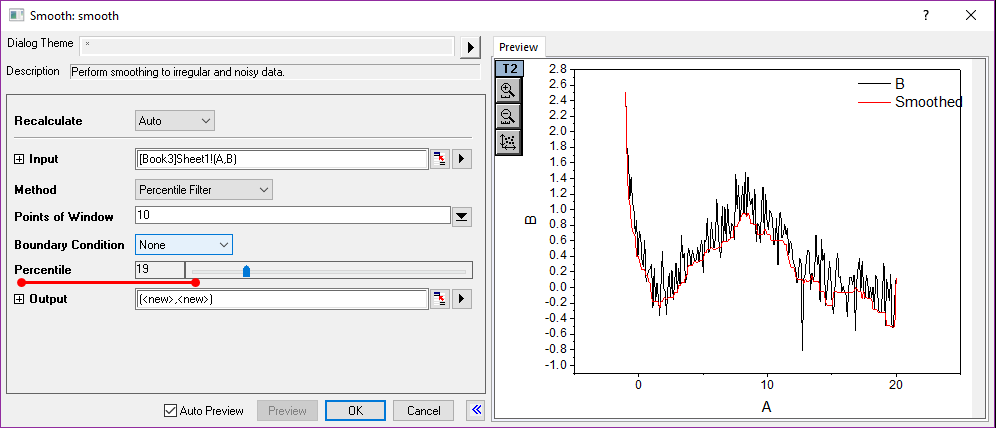 Smooth: smooth
? ×
Dialog Theme *
Description Perform smoothing to irregular and noisy data.
Recalculate Auto
Input [Book3]Sheet1!(A,B)
Method Percentile Filter
Points of Window 10
Boundary Condition None
Percentile 19
Output (<new>,<new>)
Auto Preview Preview OK Cancel «
Preview
T2
B
Smoothed
2.8
2.6
2.4
2.2
2.0
1.8
1.6
1.4
1.2
1.0
0.8
0.6
0.4
0.2
0.0
-0.2
-0.4
-0.6
-0.8
-1.0
B
0 10 20
A